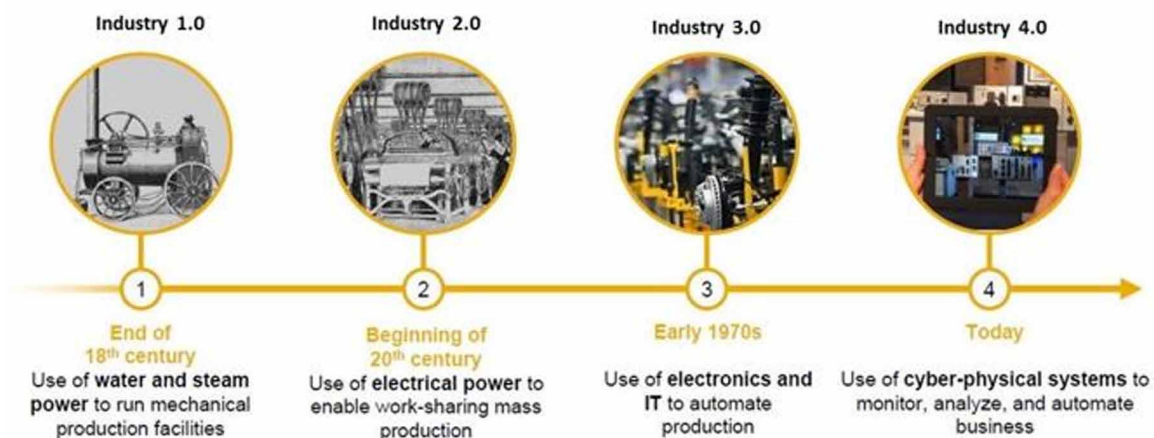 Industry 1.0
Industry 2.0
Industry 3.0
Industry 4.0
1
2
3
4
End of
18th century
Use of water and steam
power to run mechanical
production facilities
Beginning of
20th century
Use of electrical power to
enable work-sharing mass
production
Early 1970s
Use of electronics and
IT to automate
production
Today
Use of cyber-physical systems to
monitor, analyze, and automate
business